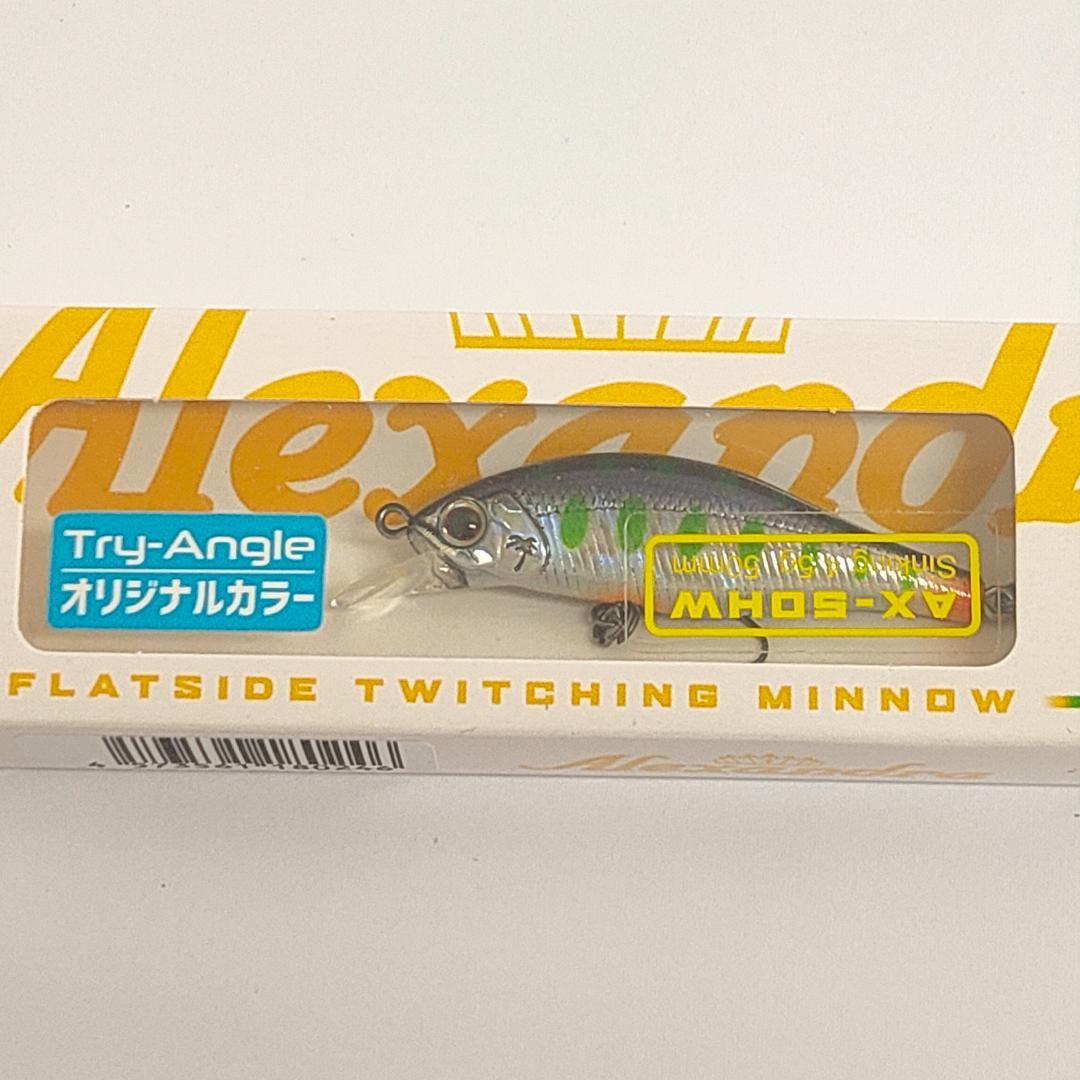 Alexandr
Try-Angle
オリジナルカラー
AX-50HW
Sinking 4.5g 50mm
FLATSIDE TWITCHING MINNOW
Alexandra